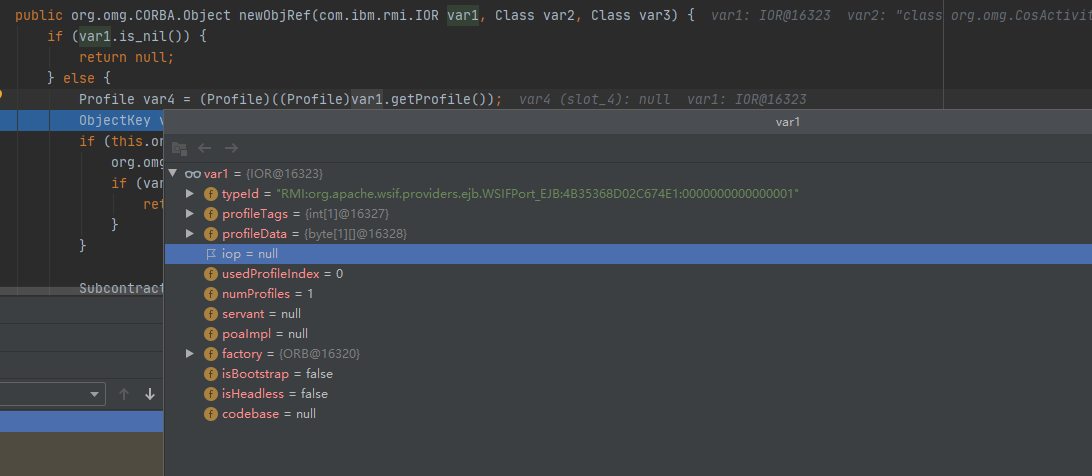 public org.omg.CORBA.Object newObjRef(com.ibm.rmi.IOR var1, Class var2, Class var3) { var1: IOR@16323 var2: "class org.omg.CosActivit
if (var1.is_nil()) {
return null;
} else {
Profile var4 = (Profile)((Profile)var1.getProfile()); var4 (slot_4): null var1: IOR@16323
ObjectKey v
var1
if (this.or
org.omg
if (var
ret
}
}
Subcontract
var1 = {IOR@16323}
typeId = "RMI:org.apache.wsif.providers.ejb.WSIFPort_EJB:4B35368D02C674E1:0000000000000001"
profileTags = {int[1]@16327}
profileData = {byte[1][]@16328}
iop = null
usedProfileIndex = 0
numProfiles = 1
servant = null
poaImpl = null
factory = {ORB@16320}
isBootstrap = false
isHeadless = false
codebase = null